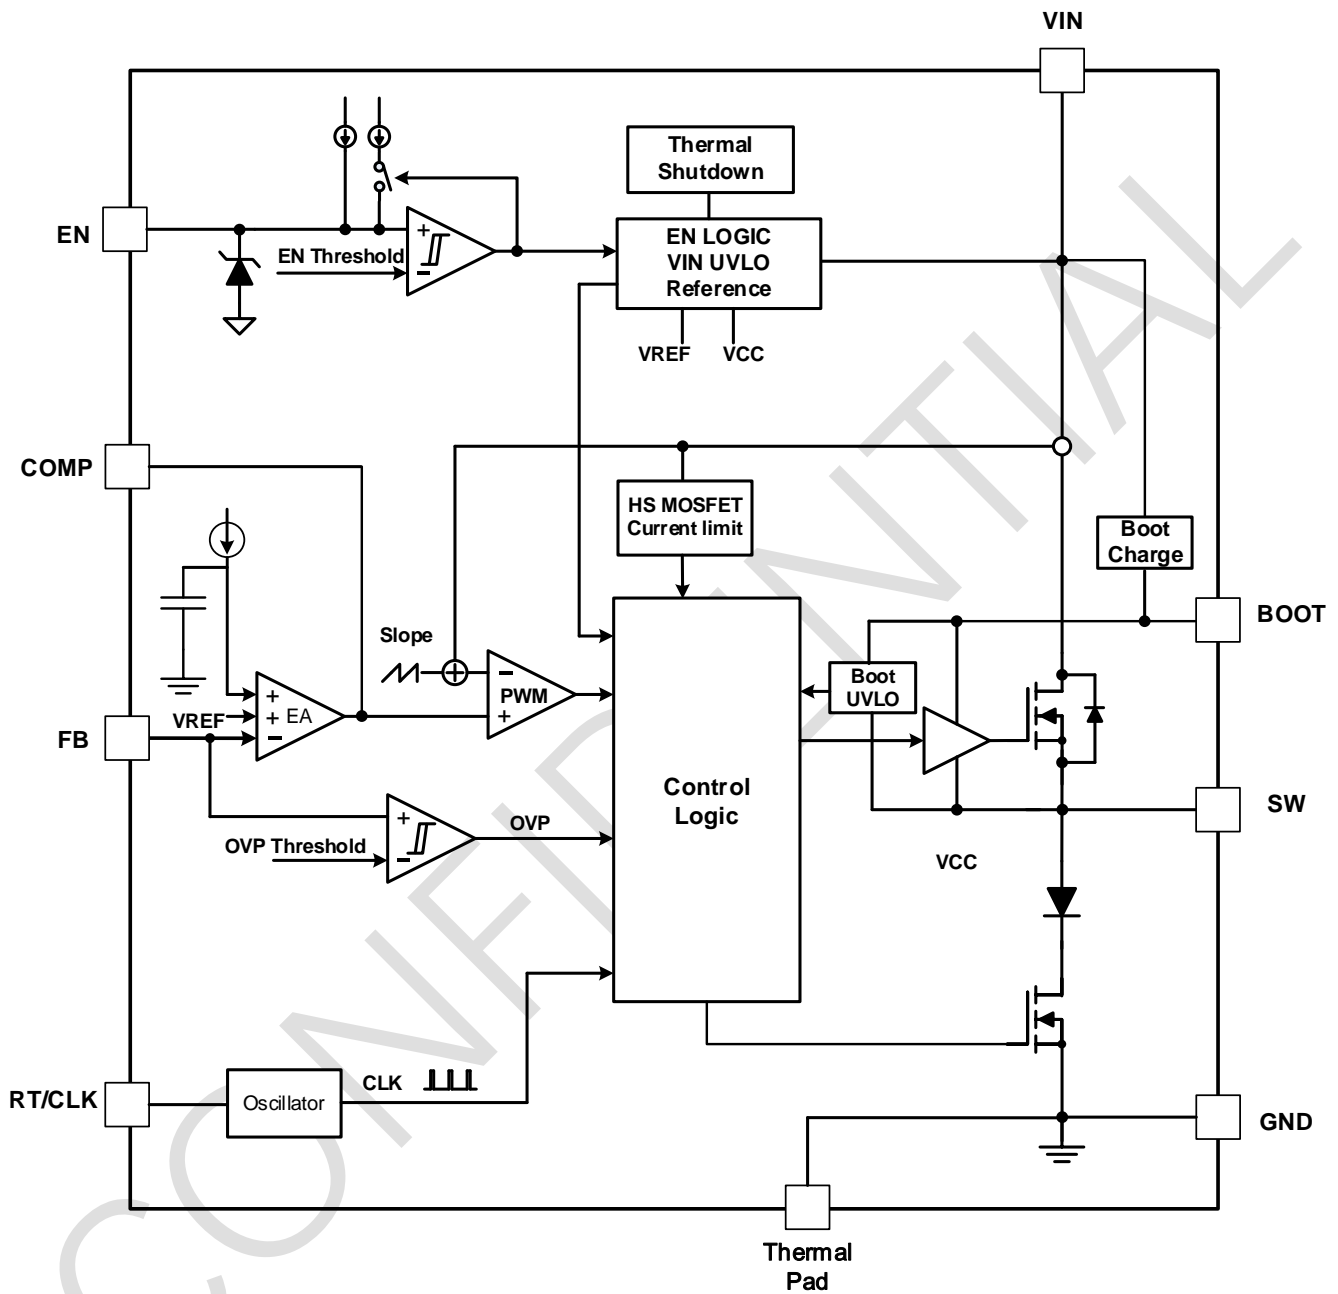 VIN
Thermal
Shutdown
EN
EN Threshold
+
−
EN LOGIC
VIN UVLO
Reference
VREF
VCC
COMP
HS MOSFET
Current limit
Boot
Charge
BOOT
Slope
−
PWM
+
Boot
UVLO
+
VREF
+
EA
−
FB
Control
Logic
SW
+
OVP
OVP Threshold
−
VCC
RT/CLK
Oscillator
CLK
GND
Thermal
Pad
CONFIDENTIAL